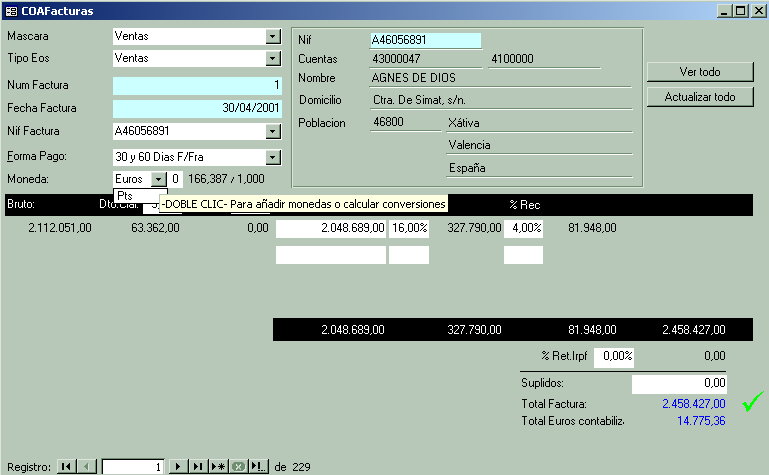 COAFacturas
Mascara Ventas
Tipo Eos Ventas
Num Factura 1
Fecha Factura 30/04/2001
Nif Factura A46056891
Forma Pago: 30 y 60 Dias F/Fra
Moneda: Euros 0 166,387 / 1,000
Pts
Nif A46056891
Cuentas 43000047 4100000
Nombre AGNES DE DIOS
Domicilio Ctra. De Simat, s/n.
Poblacion 46800 Xátiva
Valencia
España
Ver todo
Actualizar todo
-DOBLE CLIC- Para añadir monedas o calcular conversiones
Bruto: % Rec
2.112.051,00 63.362,00 0,00 2.048.689,00 16,00% 327.790,00 4,00% 81.948,00
2.048.689,00 327.790,00 81.948,00 2.458.427,00
% Ret.Irpf 0,00% 0,00
Suplidos: 0,00
Total Factura: 2.458.427,00
Total Euros contabiliz. 14.775,36
Registro: 1 de 229